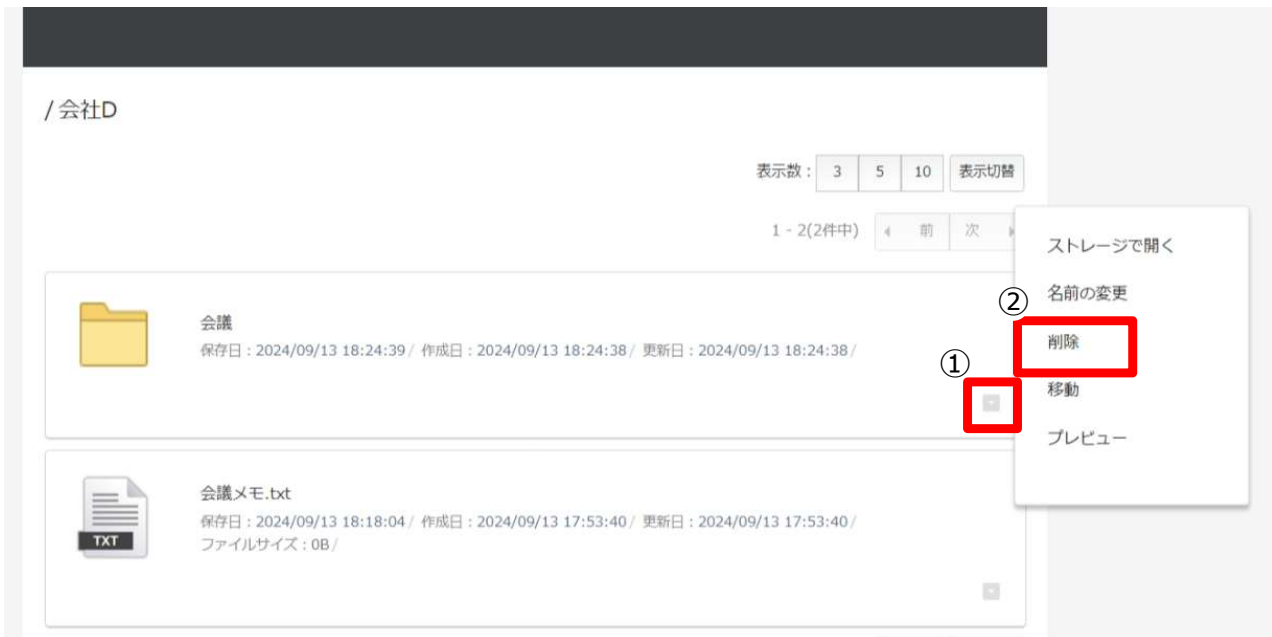 / 会社D
表示数： 3 5 10 表示切替
1 - 2(2件中) 前 次
ストレージで開く
② 名前の変更
削除
移動
プレビュー
会議
保存日：2024/09/13 18:24:39 / 作成日：2024/09/13 18:24:38 / 更新日：2024/09/13 18:24:38 /
①
会議メモ.txt
保存日：2024/09/13 18:18:04 / 作成日：2024/09/13 17:53:40 / 更新日：2024/09/13 17:53:40 /
ファイルサイズ：0B /
TXT